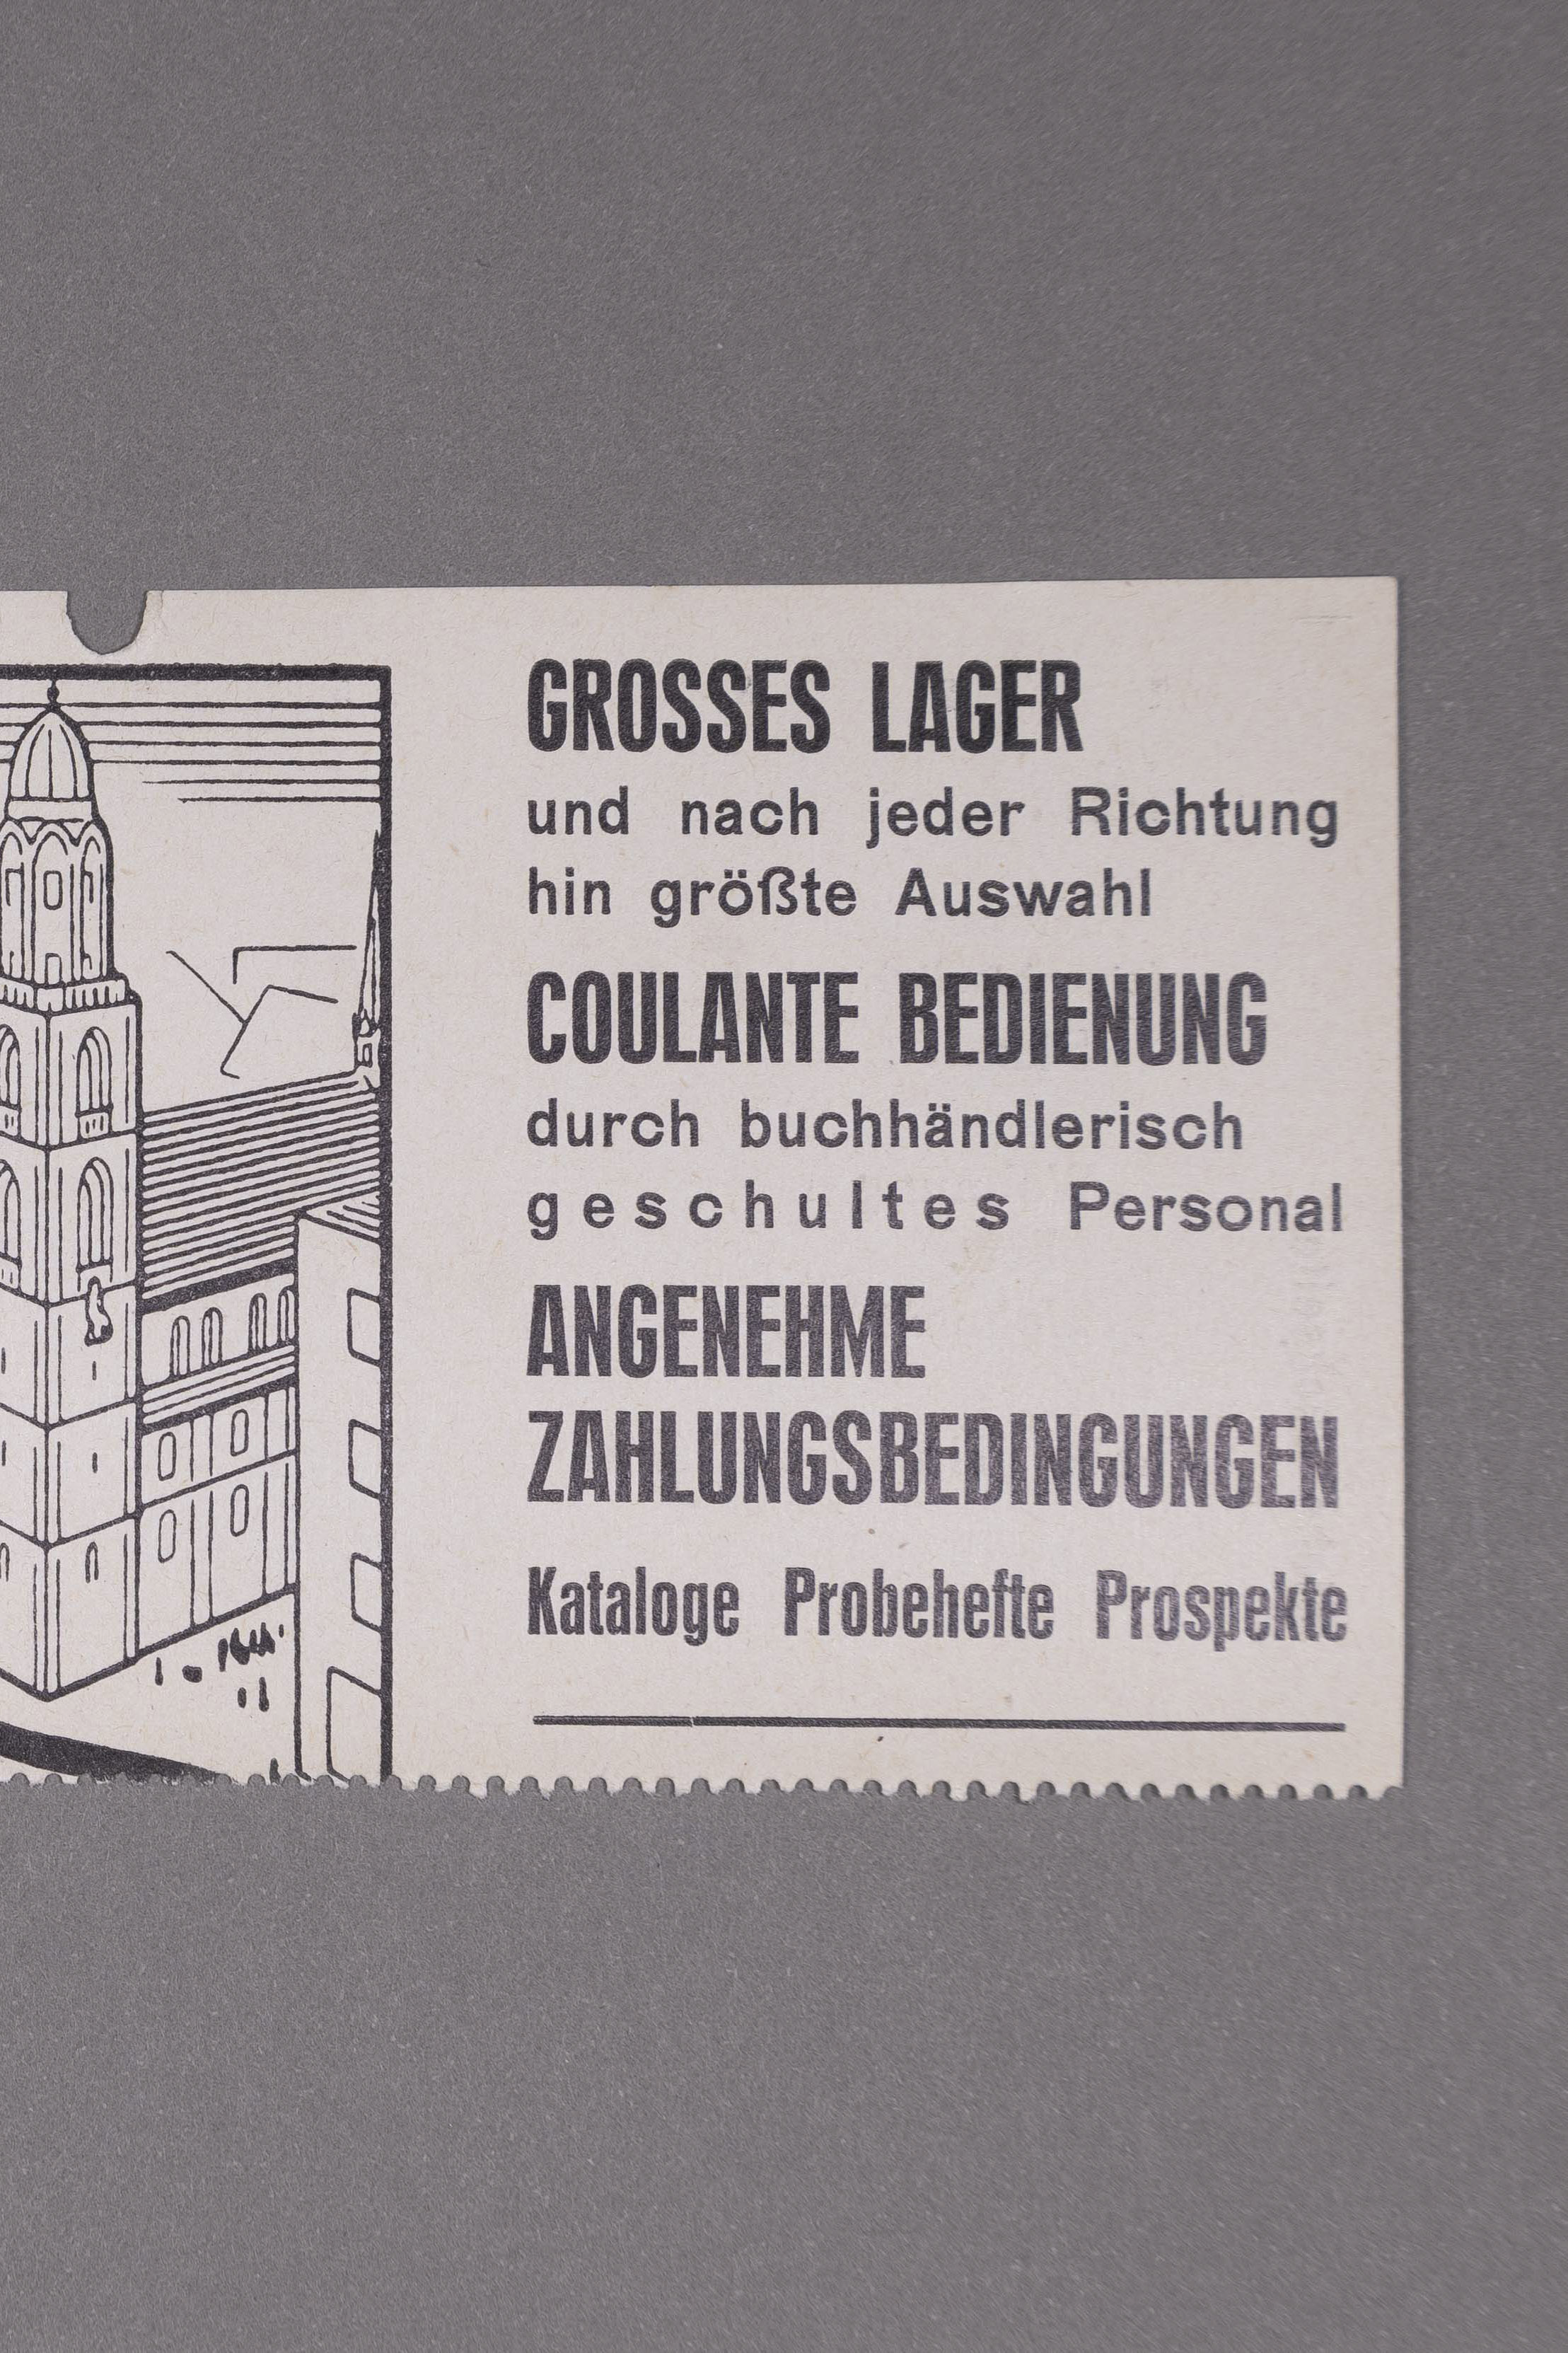 GROSSES LAGER
und nach jeder Richtung
hin größte Auswahl
COULANTE BEDIENUNG
durch buchhändlerisch
geschultes Personal
ANGENEHME
ZAHLUNGSBEDINGUNGEN
Kataloge Probehefte Prospekte